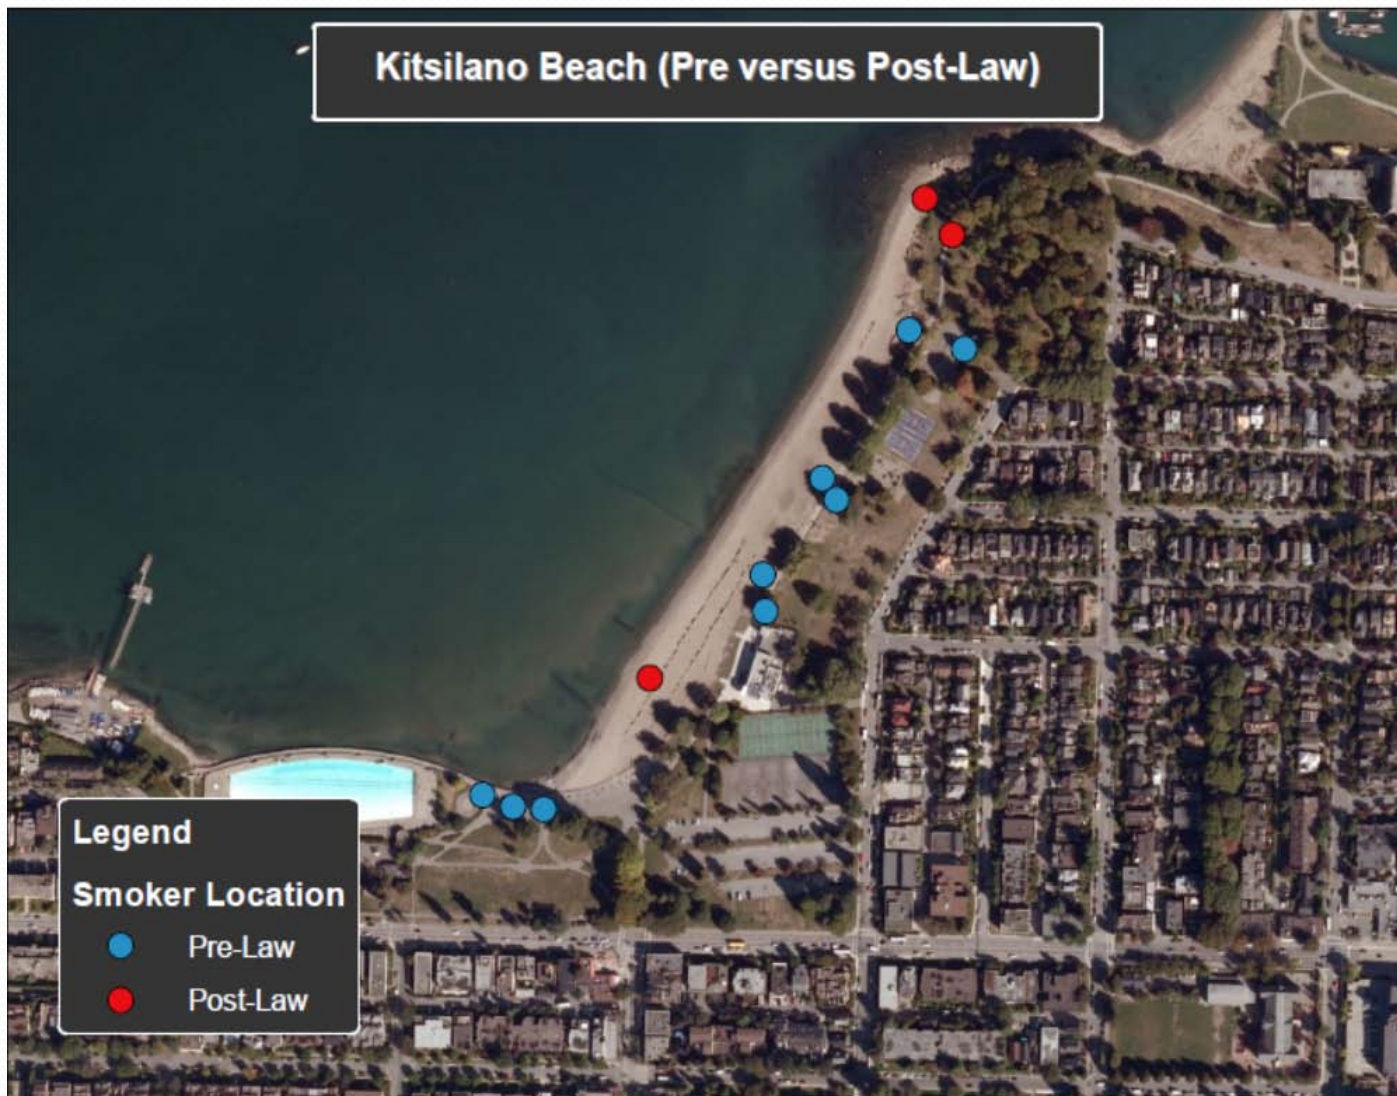 Kitsilano Beach (Pre versus Post-Law)
Legend
Smoker Location
Pre-Law
Post-Law